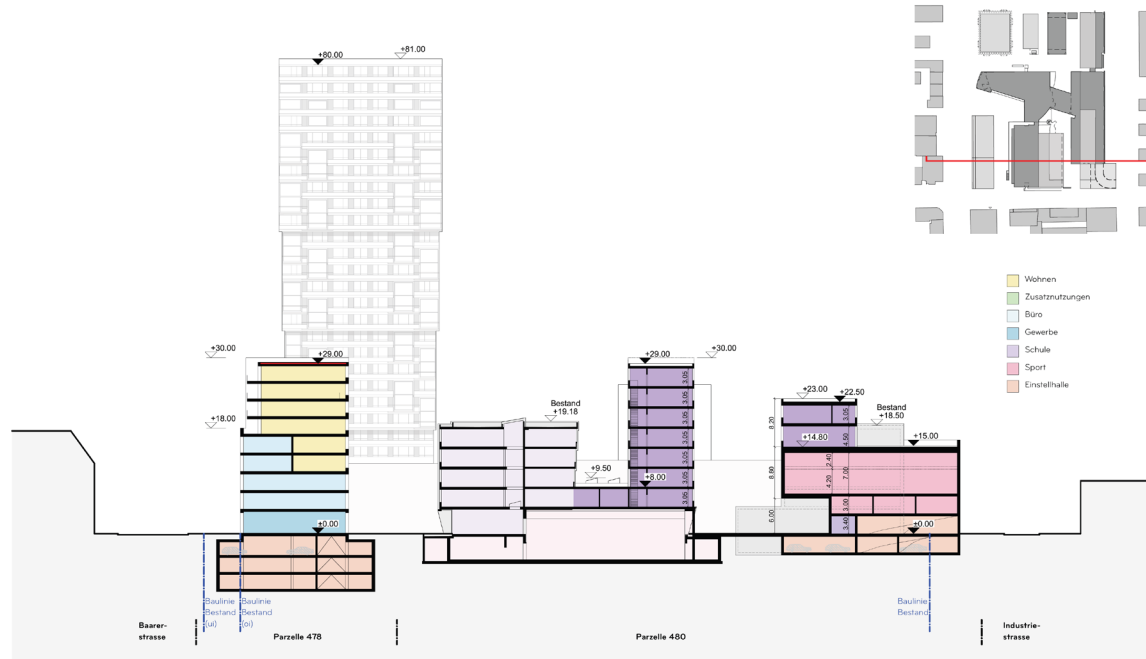 +80.00
+81.00
Wohnen
Zusatznutzungen
Büro
Gewerbe
Schule
Sport
Einstellhalle
+30.00
+29.00
+29.00
+30.00
+18.00
Bestand
+19.18
+23.00
+22.50
Bestand
+18.50
+14.80
+15.00
+9.50
+8.00
3.05
3.05
3.05
3.05
3.05
3.05
3.05
3.05
8.20
3.05
4.50
8.80
2.40
4.20
7.00
3.00
6.00
3.40
±0.00
±0.00
Baulinie
Bestand
(ui)
Baulinie
Bestand
(oi)
Baulinie
Bestand
Baarer-
strasse
Parzelle 478
Parzelle 480
Industrie-
strasse